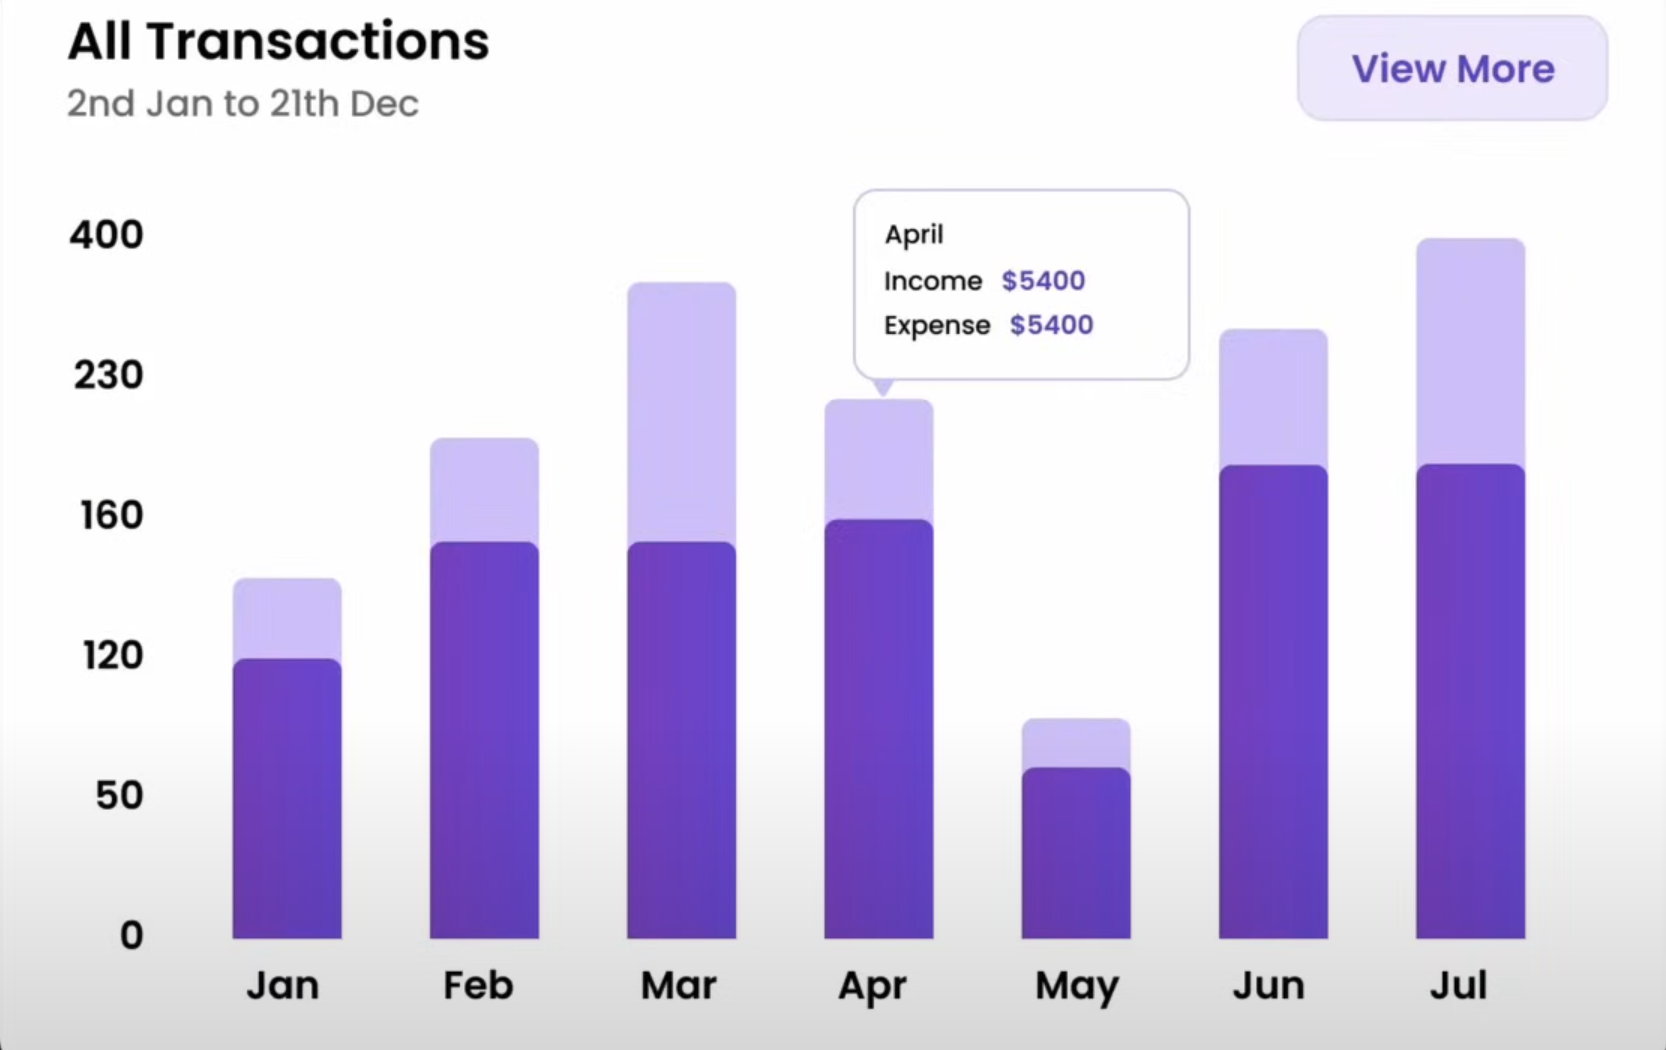 All Transactions
View More
2nd Jan to 21th Dec
400
230
160
120
50
0
April
Income $5400
Expense $5400
Jan Feb Mar Apr May Jun Jul